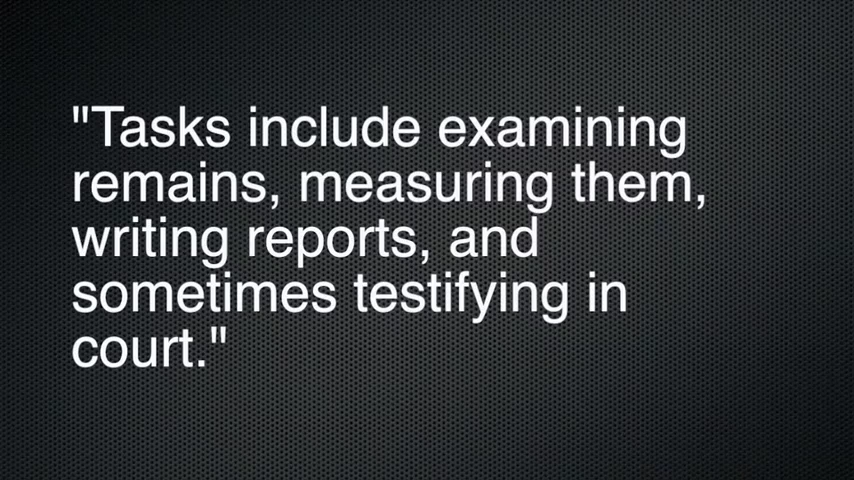 "Tasks include examining
remains, measuring them,
writing reports, and
sometimes testifying in
court."